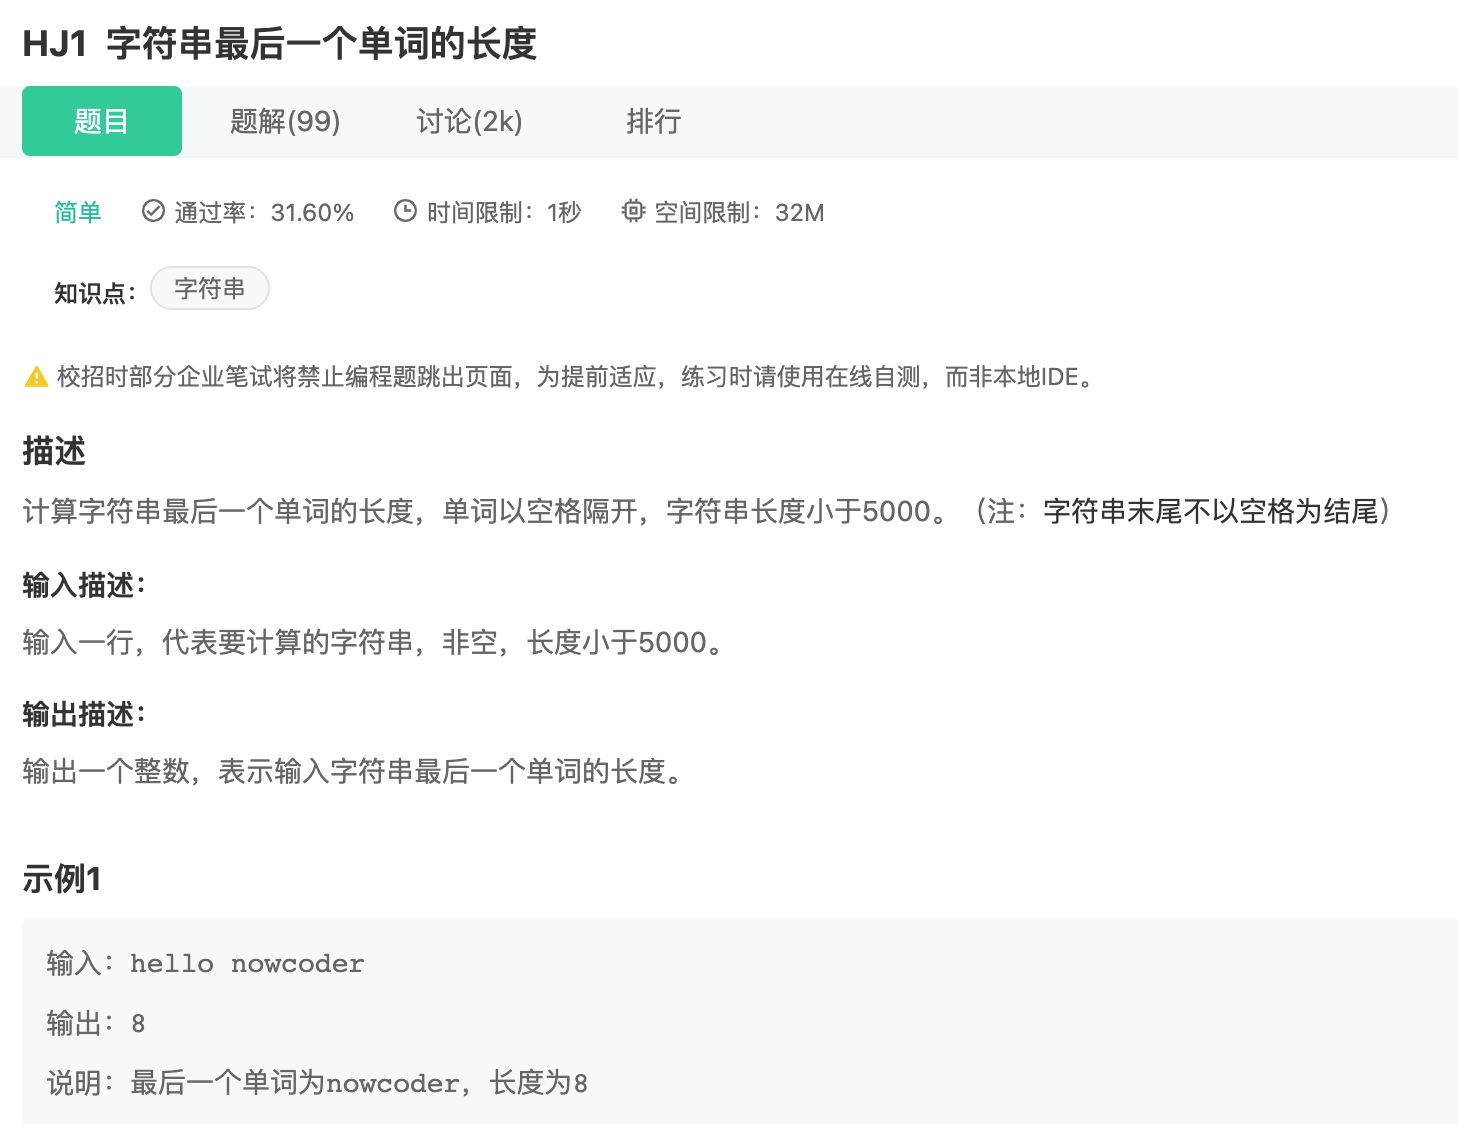 HJ1 字符串最后一个单词的长度
题目 题解(99) 讨论(2k) 排行
简单 通过率：31.60% 时间限制：1秒 空间限制：32M
知识点： 字符串
校招时部分企业笔试将禁止编程题跳出页面，为提前适应，练习时请使用在线自测，而非本地IDE。
描述
计算字符串最后一个单词的长度，单词以空格隔开，字符串长度小于5000。（注：字符串末尾不以空格为结尾）
输入描述：
输入一行，代表要计算的字符串，非空，长度小于5000。
输出描述：
输出一个整数，表示输入字符串最后一个单词的长度。
示例1
输入：hello nowcoder
输出：8
说明：最后一个单词为nowcoder，长度为8